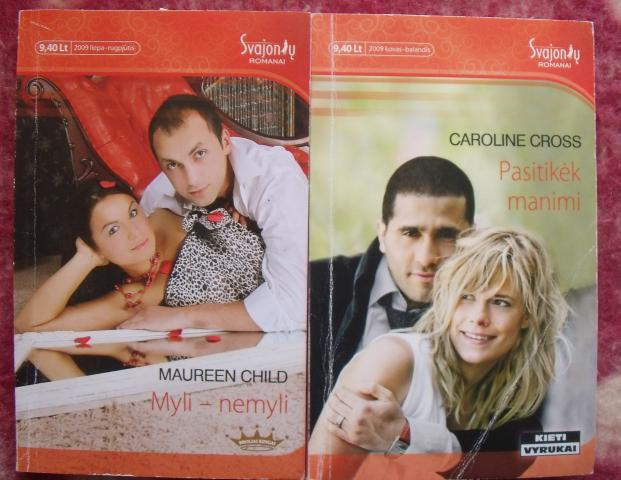 9,40 Lt
2009 liepa–rugpjūtis
Svajonių
ROMANAI
MAUREEN CHILD
Myli – nemyli
9,40 Lt
2009 kovas–balandis
Svajonių
ROMANAI
CAROLINE CROSS
Pasitikėk
manimi
KIETI
VYRUKAI